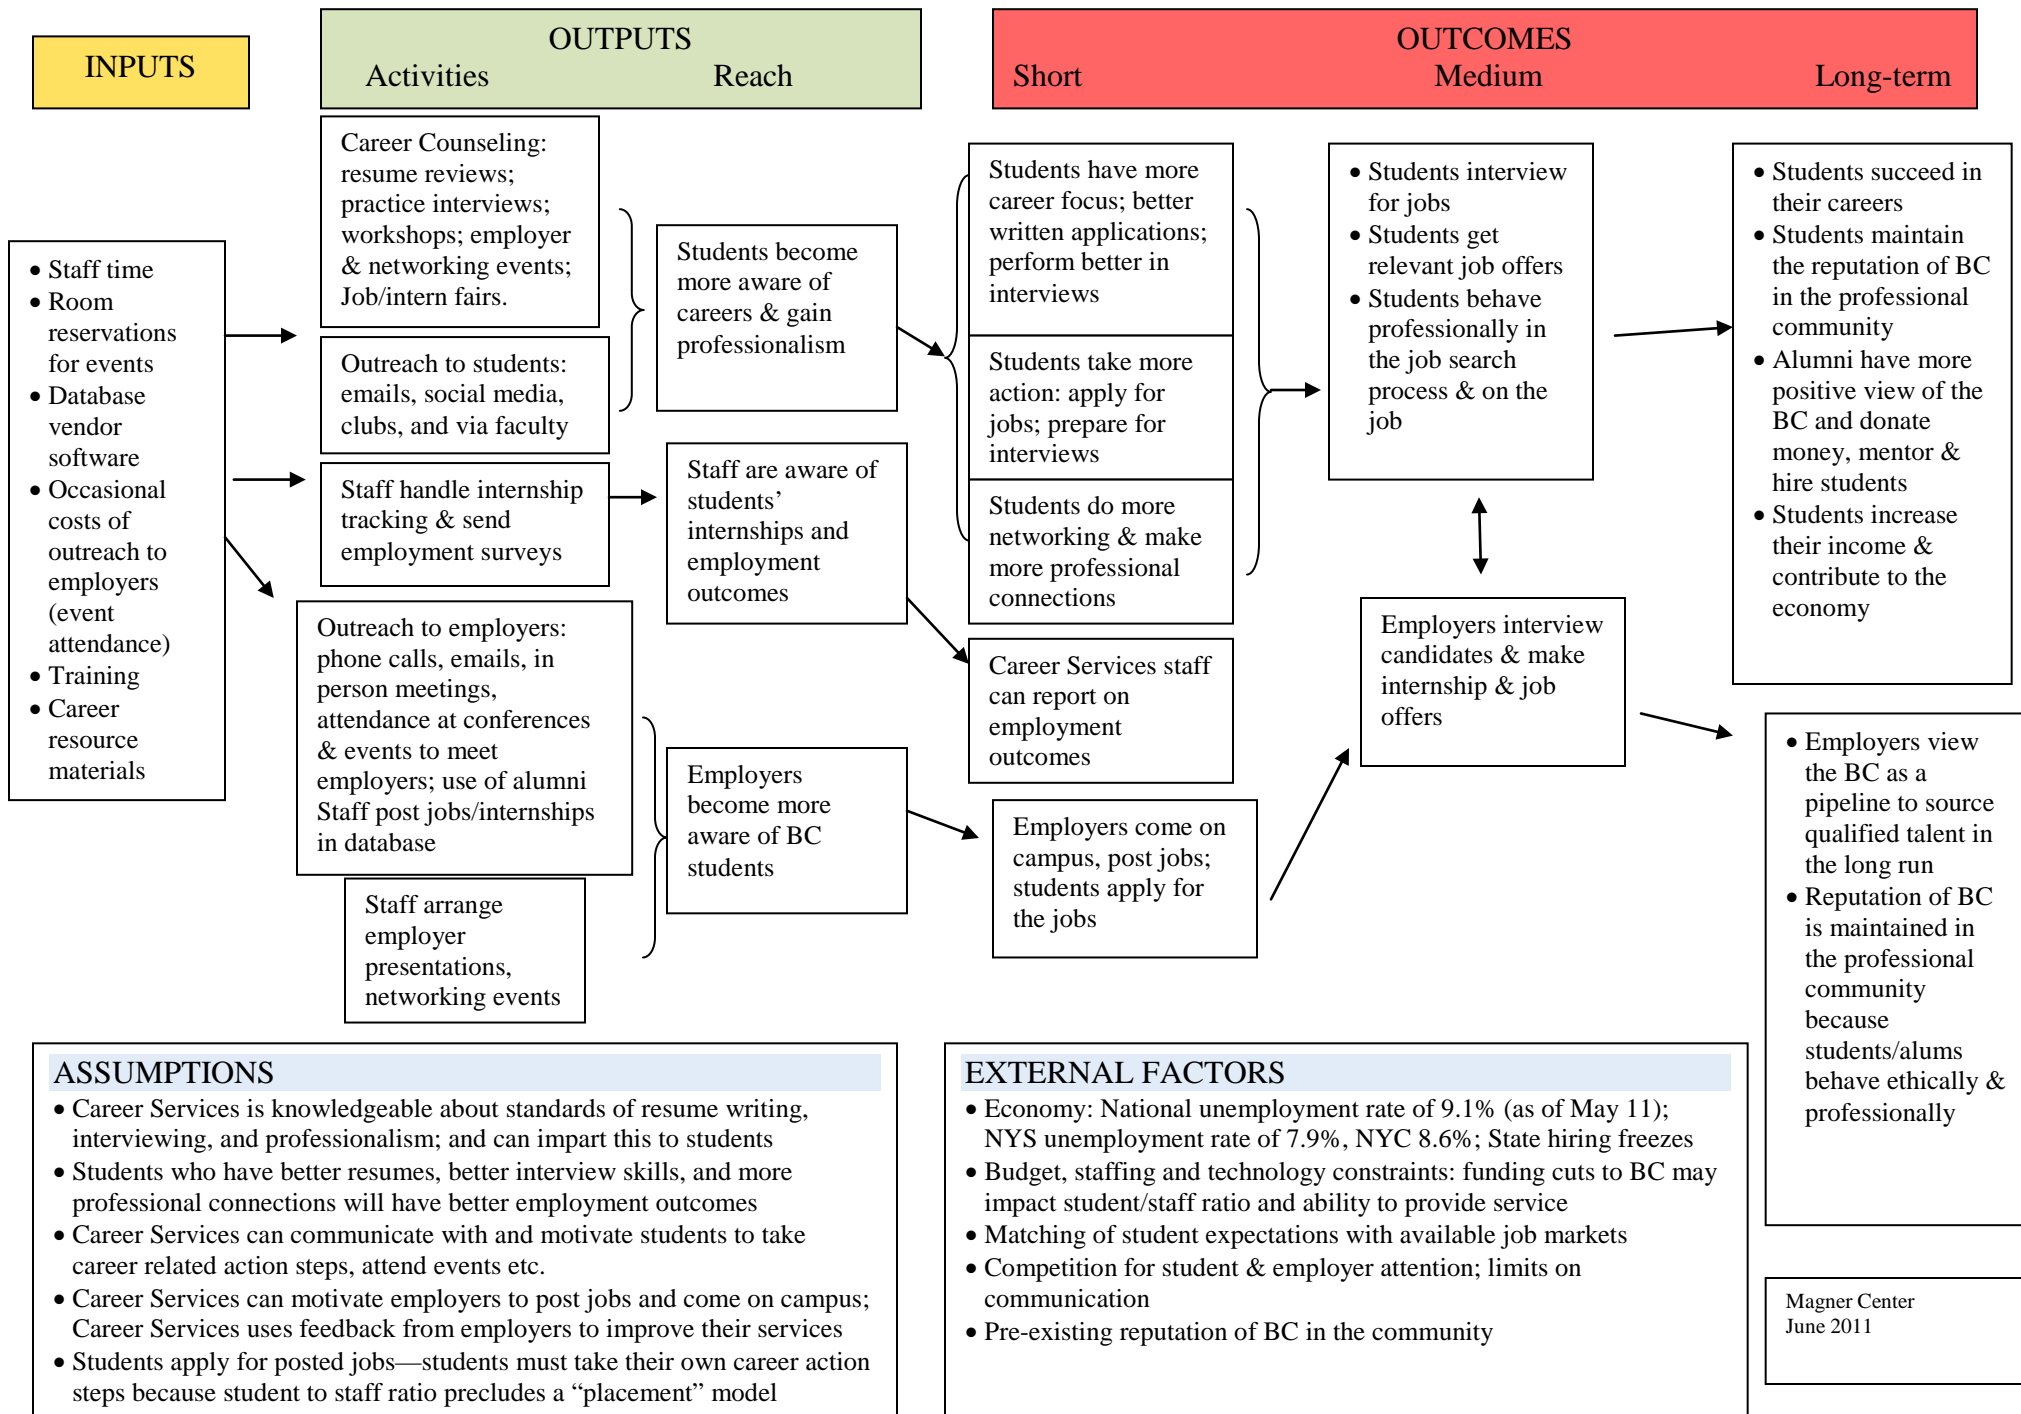 INPUTS
OUTPUTS
Activities Reach
OUTCOMES
Short Medium Long-term
• Staff time
• Room
reservations
for events
• Database
vendor
software
• Occasional
costs of
outreach to
employers
(event
attendance)
• Training
• Career
resource
materials
Career Counseling:
resume reviews;
practice interviews;
workshops; employer
& networking events;
Job/intern fairs.
Outreach to students:
emails, social media,
clubs, and via faculty
Staff handle internship
tracking & send
employment surveys
Outreach to employers:
phone calls, emails, in
person meetings,
attendance at conferences
& events to meet
employers; use of alumni
Staff post jobs/internships
in database
Staff arrange
employer
presentations,
networking events
Students become
more aware of
careers & gain
professionalism
Staff are aware of
students’
internships and
employment
outcomes
Employers
become more
aware of BC
students
Students have more
career focus; better
written applications;
perform better in
interviews
Students take more
action: apply for
jobs; prepare for
interviews
Students do more
networking & make
more professional
connections
Career Services staff
can report on
employment
outcomes
Employers come on
campus, post jobs;
students apply for
the jobs
• Students interview
for jobs
• Students get
relevant job offers
• Students behave
professionally in
the job search
process & on the
job
Employers interview
candidates & make
internship & job
offers
• Students succeed in
their careers
• Students maintain
the reputation of BC
in the professional
community
• Alumni have more
positive view of the
BC and donate
money, mentor &
hire students
• Students increase
their income &
contribute to the
economy
• Employers view
the BC as a
pipeline to source
qualified talent in
the long run
• Reputation of BC
is maintained in
the professional
community
because
students/alums
behave ethically &
professionally
ASSUMPTIONS
• Career Services is knowledgeable about standards of resume writing,
interviewing, and professionalism; and can impart this to students
• Students who have better resumes, better interview skills, and more
professional connections will have better employment outcomes
• Career Services can communicate with and motivate students to take
career related action steps, attend events etc.
• Career Services can motivate employers to post jobs and come on campus;
Career Services uses feedback from employers to improve their services
• Students apply for posted jobs—students must take their own career action
steps because student to staff ratio precludes a “placement” model
EXTERNAL FACTORS
• Economy: National unemployment rate of 9.1% (as of May 11);
NYS unemployment rate of 7.9%, NYC 8.6%; State hiring freezes
• Budget, staffing and technology constraints: funding cuts to BC may
impact student/staff ratio and ability to provide service
• Matching of student expectations with available job markets
• Competition for student & employer attention; limits on
communication
• Pre-existing reputation of BC in the community
Magner Center
June 2011